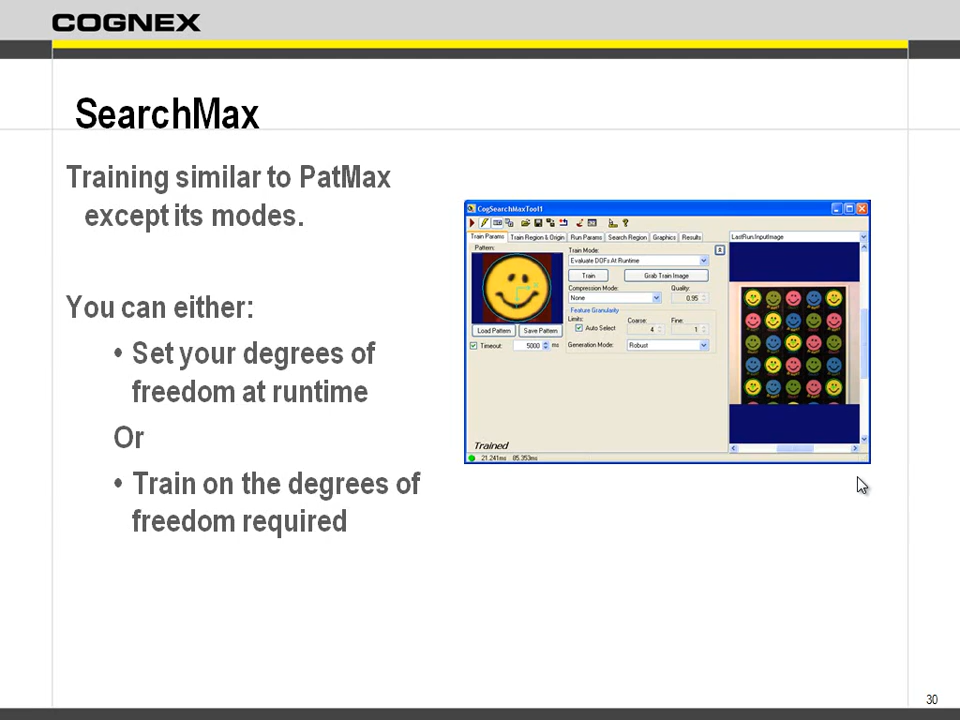 COGNEX
SearchMax
Training similar to PatMax
except its modes.
You can either:
• Set your degrees of
freedom at runtime
Or
• Train on the degrees of
freedom required
CogSearchMaxTool1
Train Params Train Region & Origin Run Params Search Region Graphics Results
LastRun.InputImage
Pattern:
Train Mode:
Evaluate DOFs At Runtime
Train Grab Train Image
Compression Mode: Quality:
None 0.95
Feature Granularity
Limits: Coarse: Fine:
Auto Select 4 1
Load Pattern Save Pattern
Timeout: 5000 ms
Generation Mode: Robust
Trained
21.241ms 85.353ms
30